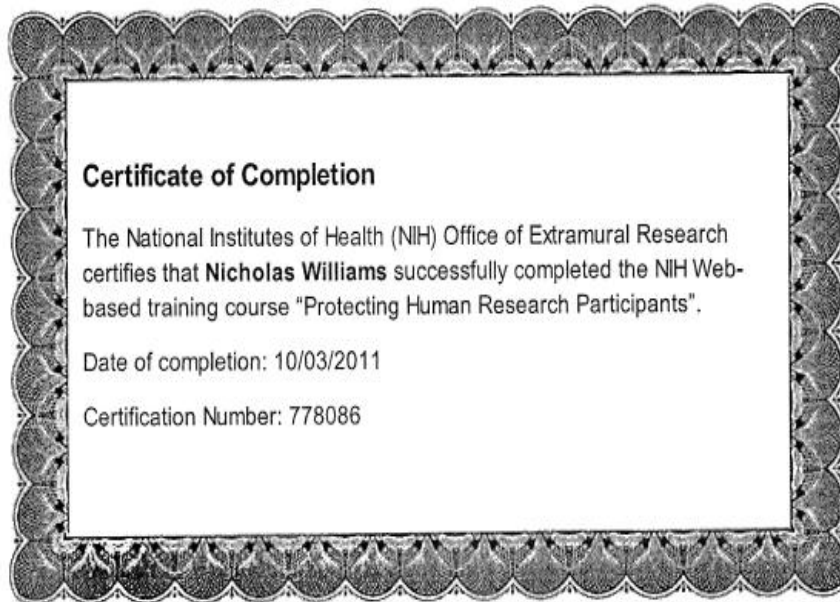 Certificate of Completion
The National Institutes of Health (NIH) Office of Extramural Research
certifies that Nicholas Williams successfully completed the NIH Web-
based training course “Protecting Human Research Participants”.
Date of completion: 10/03/2011
Certification Number: 778086